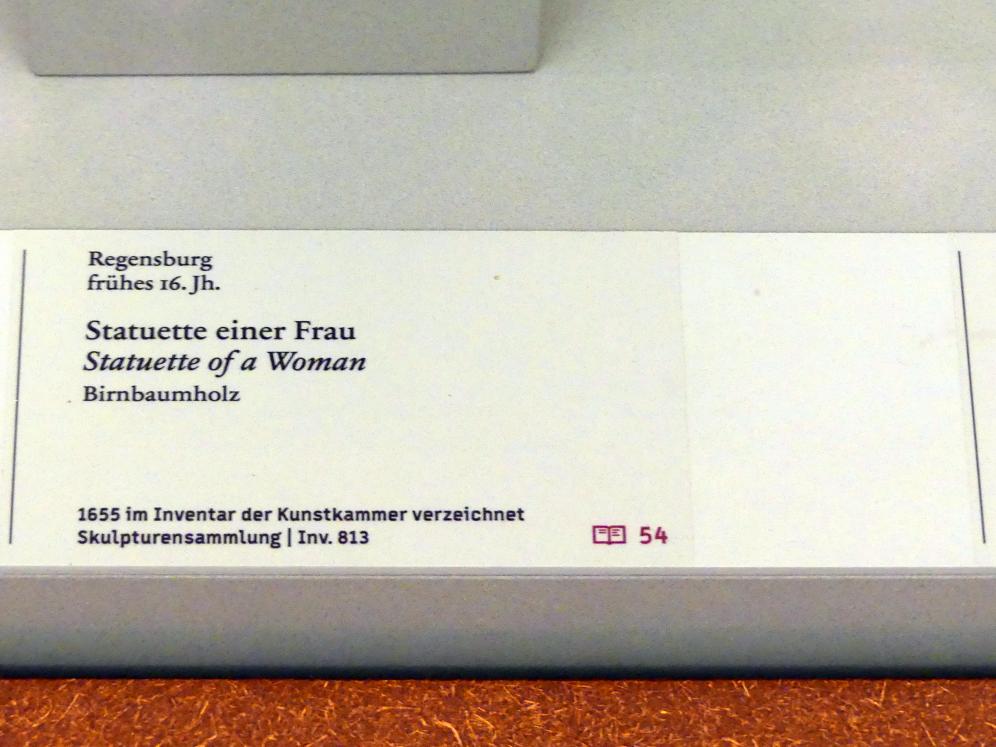 Regensburg
frühes 16. Jh.
Statuette einer Frau
Statuette of a Woman
Birnbaumholz
1655 im Inventar der Kunstkammer verzeichnet
Skulpturensammlung | Inv. 813
54